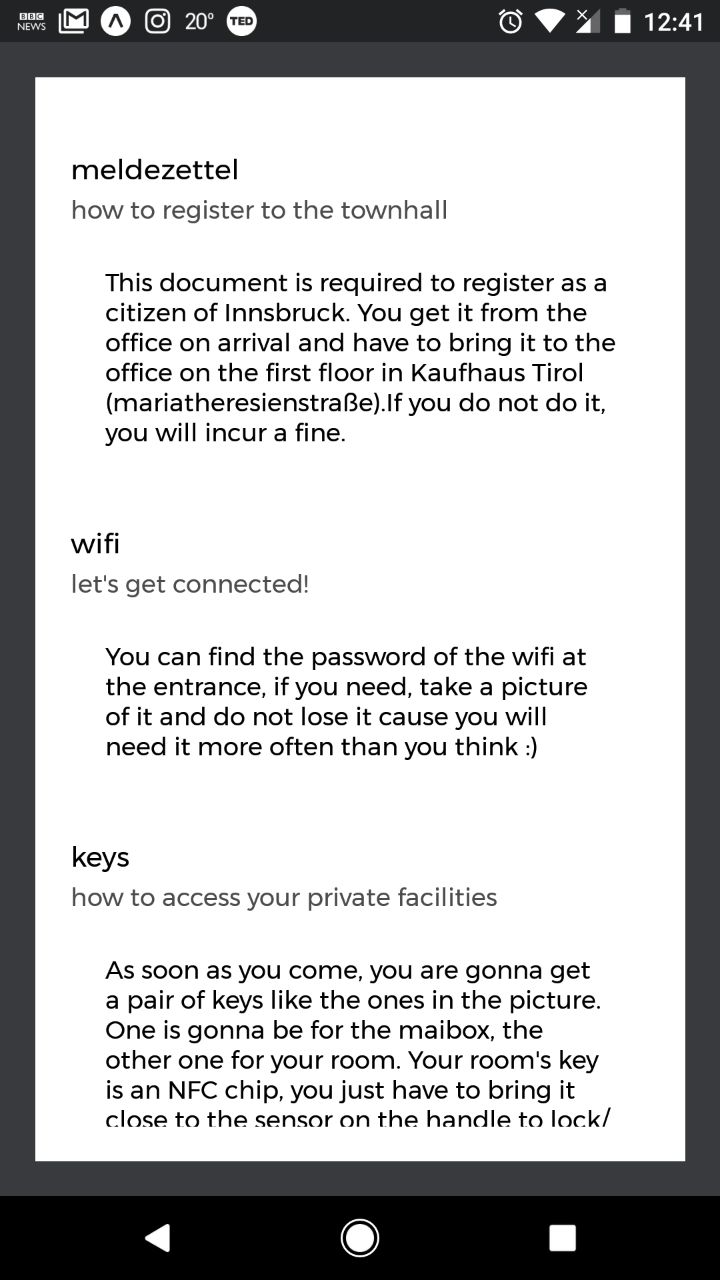 BBC
NEWS
20°
TED
12:41
meldezettel
how to register to the townhall
This document is required to register as a
citizen of Innsbruck. You get it from the
office on arrival and have to bring it to the
office on the first floor in Kaufhaus Tirol
(mariatheresienstraße).If you do not do it,
you will incur a fine.
wifi
let's get connected!
You can find the password of the wifi at
the entrance, if you need, take a picture
of it and do not lose it cause you will
need it more often than you think :)
keys
how to access your private facilities
As soon as you come, you are gonna get
a pair of keys like the ones in the picture.
One is gonna be for the maibox, the
other one for your room. Your room's key
is an NFC chip, you just have to bring it
close to the sensor on the handle to lock/